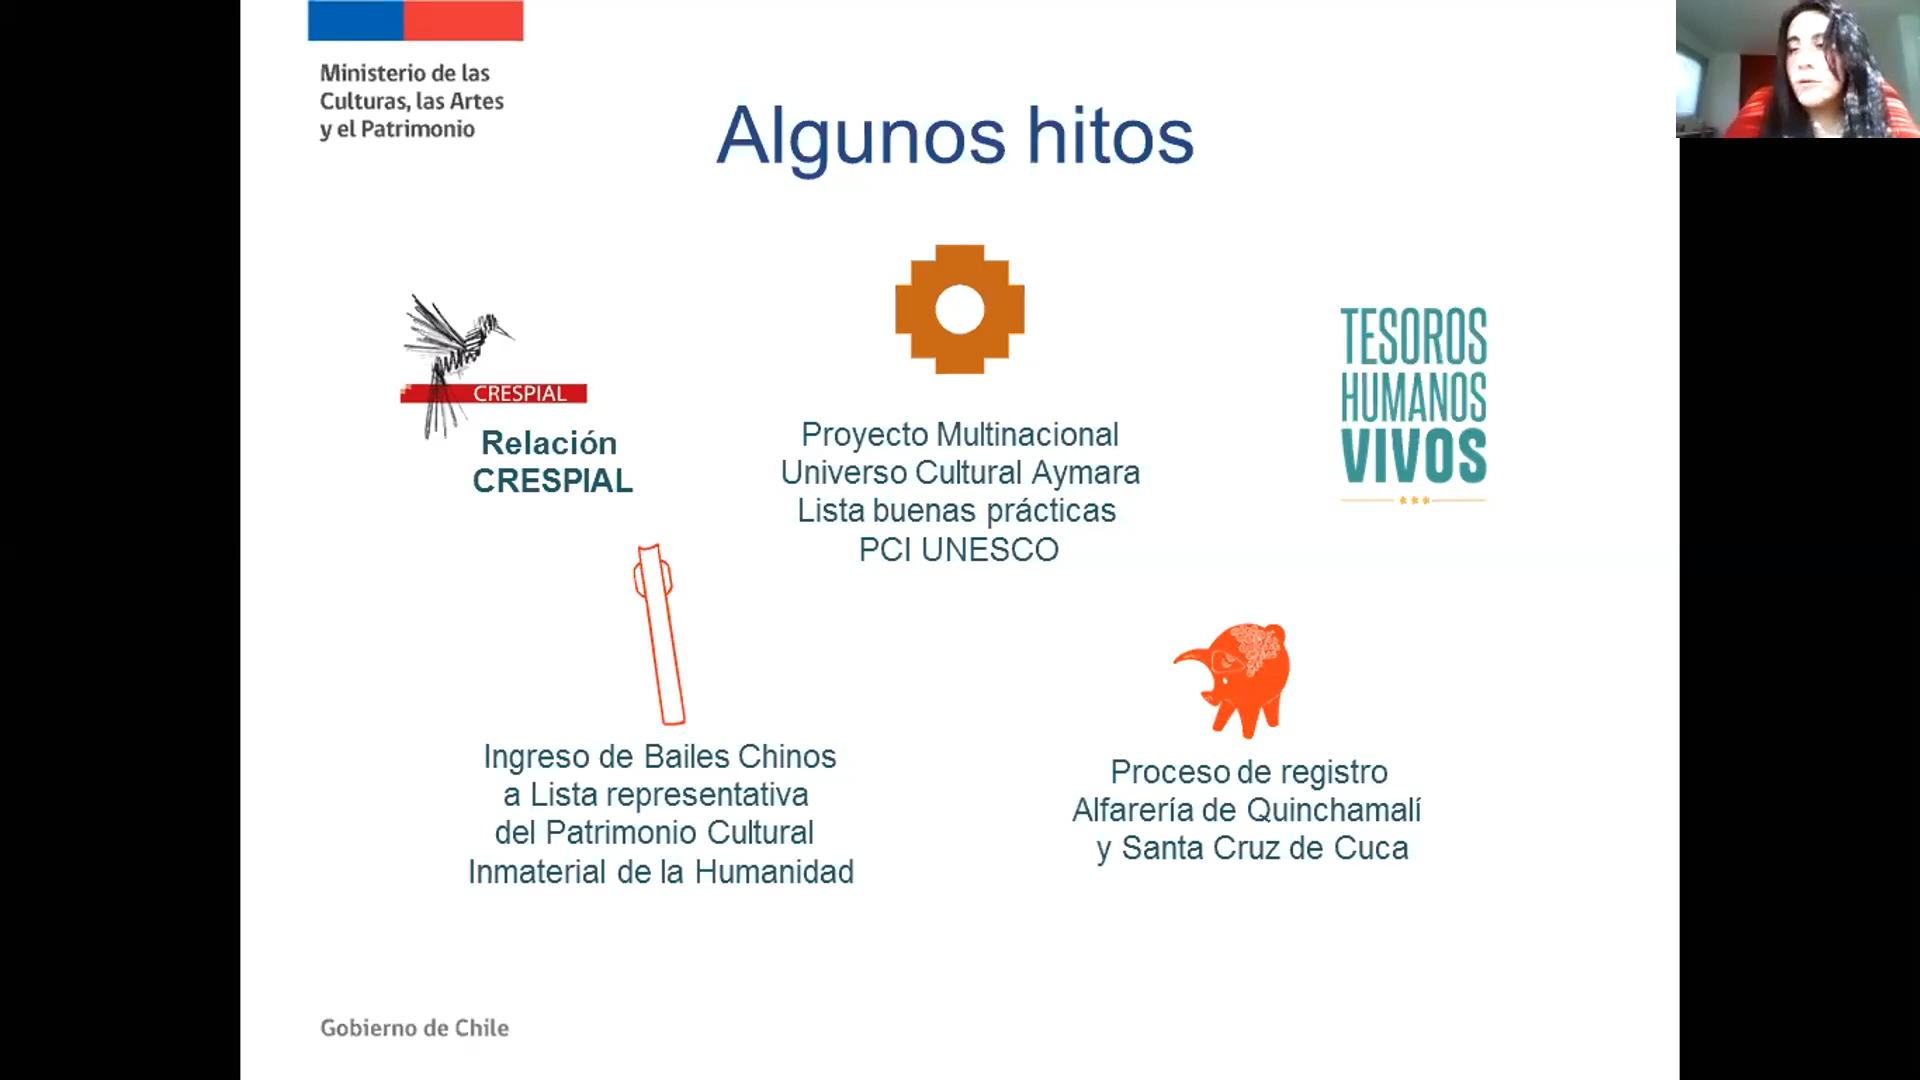 Ministerio de las
Culturas, las Artes
y el Patrimonio
Algunos hitos
CRESPIAL
Relación
CRESPIAL
Proyecto Multinacional
Universo Cultural Aymara
Lista buenas prácticas
PCI UNESCO
TESOROS
HUMANOS
VIVOS
Ingreso de Bailes Chinos
a Lista representativa
del Patrimonio Cultural
Inmaterial de la Humanidad
Proceso de registro
Alfarería de Quinchamalí
y Santa Cruz de Cuca
Gobierno de Chile